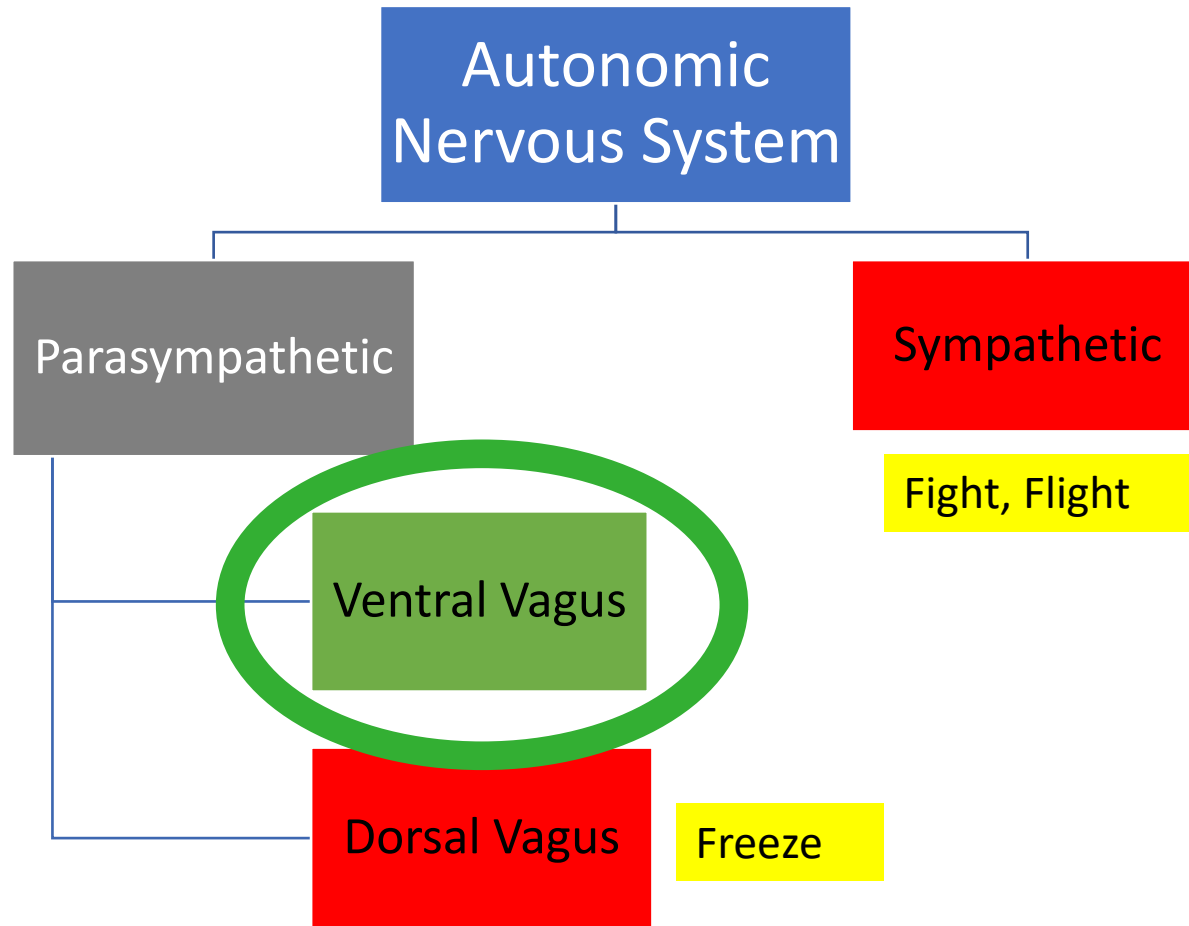 Autonomic
Nervous System
Parasympathetic
Sympathetic
Fight, Flight
Ventral Vagus
Dorsal Vagus
Freeze